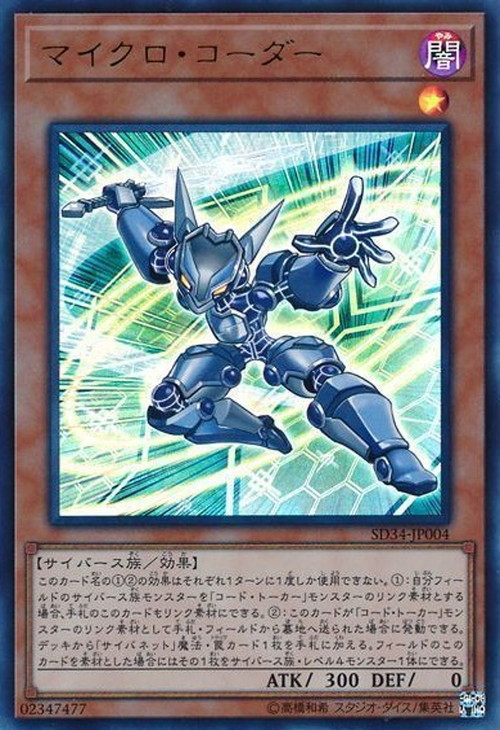 マイクロ・コーダー
闇
やみ
SD34-JP004
【サイバース族／効果】
このカード名の①②の効果はそれぞれ1ターンに1度しか使用できない。①：自分フィー
ルドのサイバース族モンスターを「コード・トーカー」モンスターのリンク素材とする
場合、手札のこのカードもリンク素材にできる。②：このカードが「コード・トーカー」モン
スターのリンク素材として手札・フィールドから墓地へ送られた場合に発動できる。
デッキから「サイバネット」魔法・罠カード1枚を手札に加える。フィールドのこの
カードを素材とした場合にはその1枚をサイバース族・レベル4モンスター1体にできる。
ATK/ 300 DEF/ 0
02347477
©高橋和希 スタジオ・ダイス/集英社